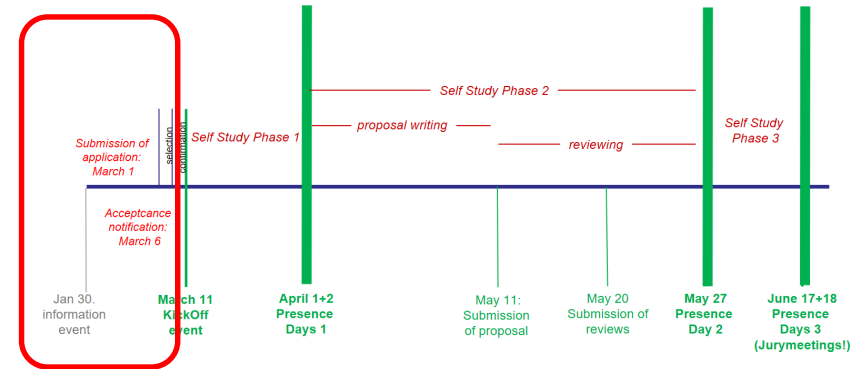 Self Study Phase 2
proposal writing
Self Study Phase 1
Self Study
Phase 3
reviewing
Submission of
application:
March 1
selection
confirmation
Acceptcance
notification:
March 6
Jan 30.
information
event
March 11
KickOff
event
April 1+2
Presence
Days 1
May 11:
Submission
of proposal
May 20
Submission of
reviews
May 27
Presence
Day 2
June 17+18
Presence
Days 3
(Jurymeetings!)